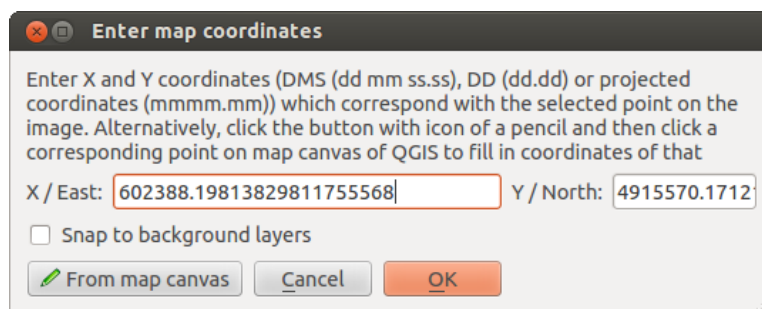 Enter map coordinates
Enter X and Y coordinates (DMS (dd mm ss.ss), DD (dd.dd) or projected
coordinates (mmmm.mm)) which correspond with the selected point on the
image. Alternatively, click the button with icon of a pencil and then click a
corresponding point on map canvas of QGIS to fill in coordinates of that
X / East: 602388.19813829811755568 Y / North: 4915570.1712
Snap to background layers
From map canvas Cancel OK